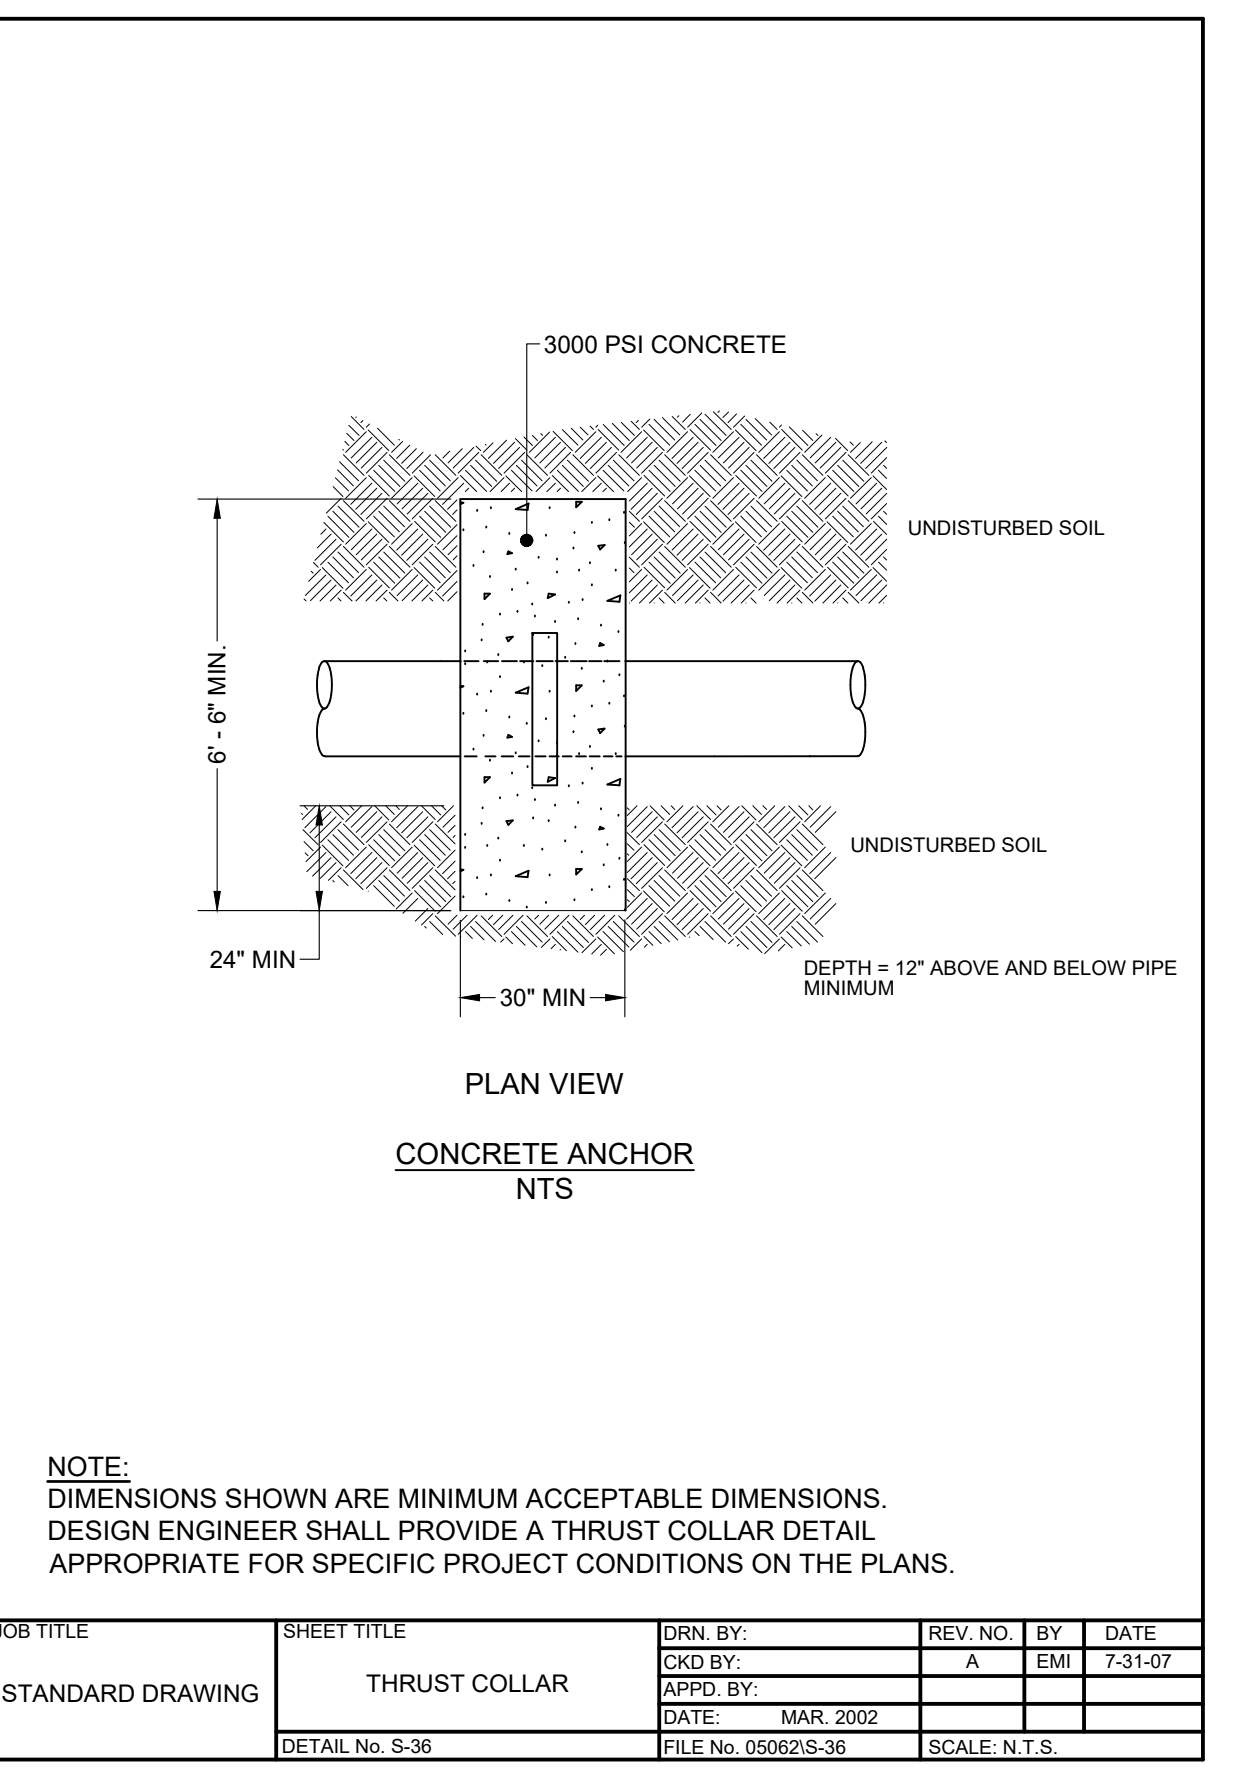 3000 PSI CONCRETE
UNDISTURBED SOIL
6' - 6" MIN.
UNDISTURBED SOIL
24" MIN
DEPTH = 12" ABOVE AND BELOW PIPE
MINIMUM
30" MIN
PLAN VIEW
CONCRETE ANCHOR
NTS
NOTE:
DIMENSIONS SHOWN ARE MINIMUM ACCEPTABLE DIMENSIONS.
DESIGN ENGINEER SHALL PROVIDE A THRUST COLLAR DETAIL
APPROPRIATE FOR SPECIFIC PROJECT CONDITIONS ON THE PLANS.
JOB TITLE
STANDARD DRAWING
SHEET TITLE
THRUST COLLAR
DETAIL No. S-36
DRN. BY:
CKD BY:
APPD. BY:
DATE: MAR. 2002
FILE No. 05062\S-36
REV. NO. BY DATE
A EMI 7-31-07
SCALE: N.T.S.